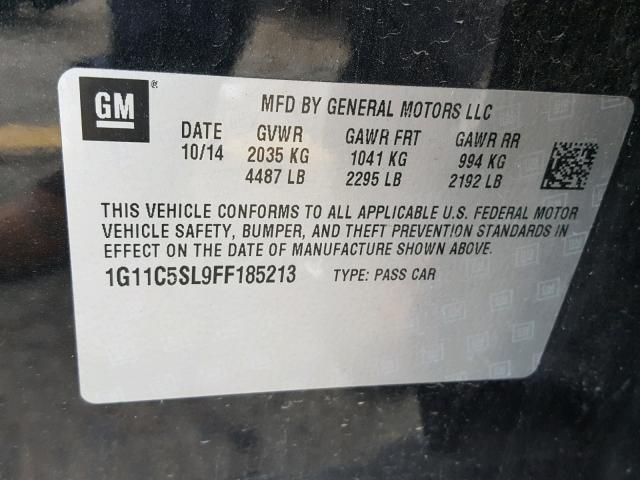 GM ®
MFD BY GENERAL MOTORS LLC
DATE GVWR GAWR FRT GAWR RR
10/14 2035 KG 1041 KG 994 KG
4487 LB 2295 LB 2192 LB
THIS VEHICLE CONFORMS TO ALL APPLICABLE U.S. FEDERAL MOTOR
VEHICLE SAFETY, BUMPER, AND THEFT PREVENTION STANDARDS IN
EFFECT ON THE DATE OF MANUFACTURE SHOWN ABOVE.
1G11C5SL9FF185213 TYPE: PASS CAR